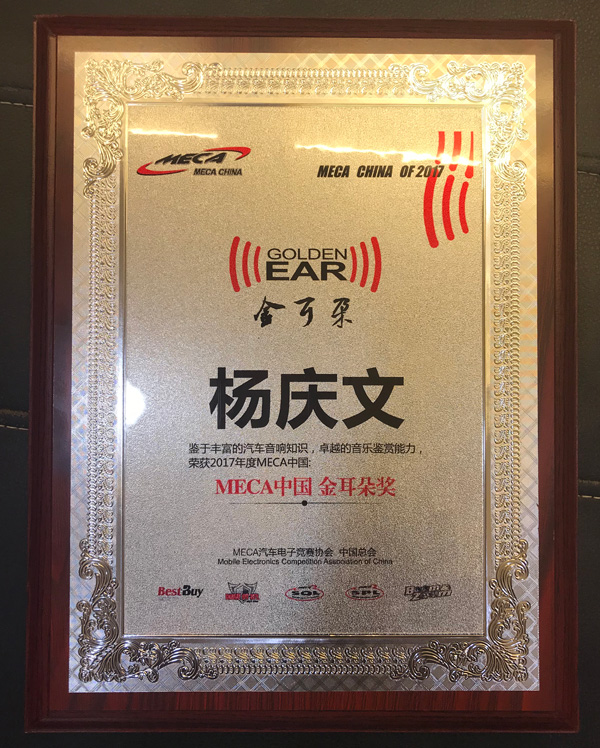 MECA
MECA CHINA
MECA CHINA OF 2017
GOLDEN
EAR
金耳朵
杨庆文
鉴于丰富的汽车音响知识，卓越的音乐鉴赏能力，
荣获2017年度MECA中国:
MECA中国 金耳朵奖
MECA汽车电子竞赛协会 中国总会
Mobile Electronics Competition Association of China
BestBuy
SQL
SPL